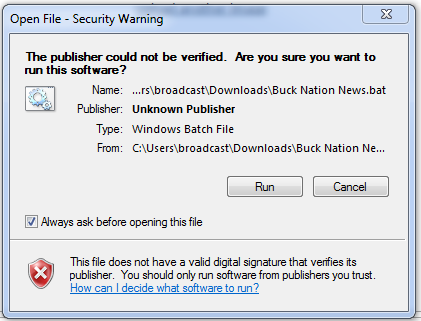 Open File - Security Warning
The publisher could not be verified. Are you sure you want to
run this software?
Name: ...rs\broadcast\Downloads\Buck Nation News.bat
Publisher: Unknown Publisher
Type: Windows Batch File
From: C:\Users\broadcast\Downloads\Buck Nation Ne...
Run Cancel
Always ask before opening this file
This file does not have a valid digital signature that verifies its
publisher. You should only run software from publishers you trust.
How can I decide what software to run?